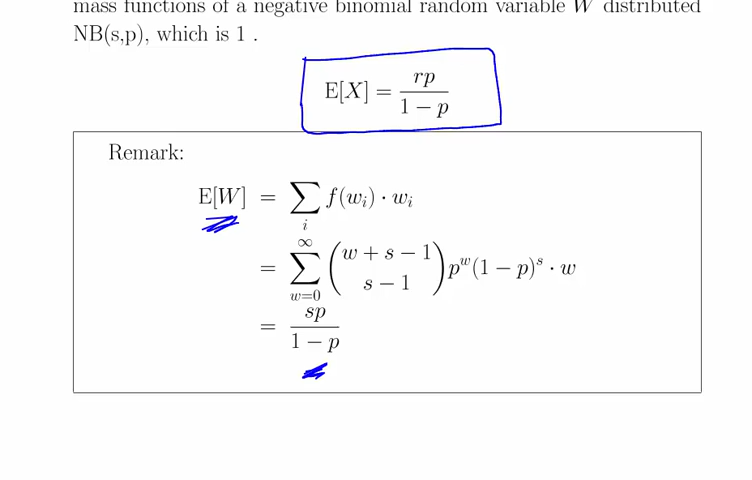 mass functions of a negative binomial random variable W distributed
NB(s,p), which is 1 .
E[X] = rp / (1 − p)
Remark:
E[W] = ∑_i f(w_i) · w_i
= ∑_{w=0}^{∞} \binom{w + s − 1}{s − 1} p^w (1 − p)^s · w
= sp / (1 − p)